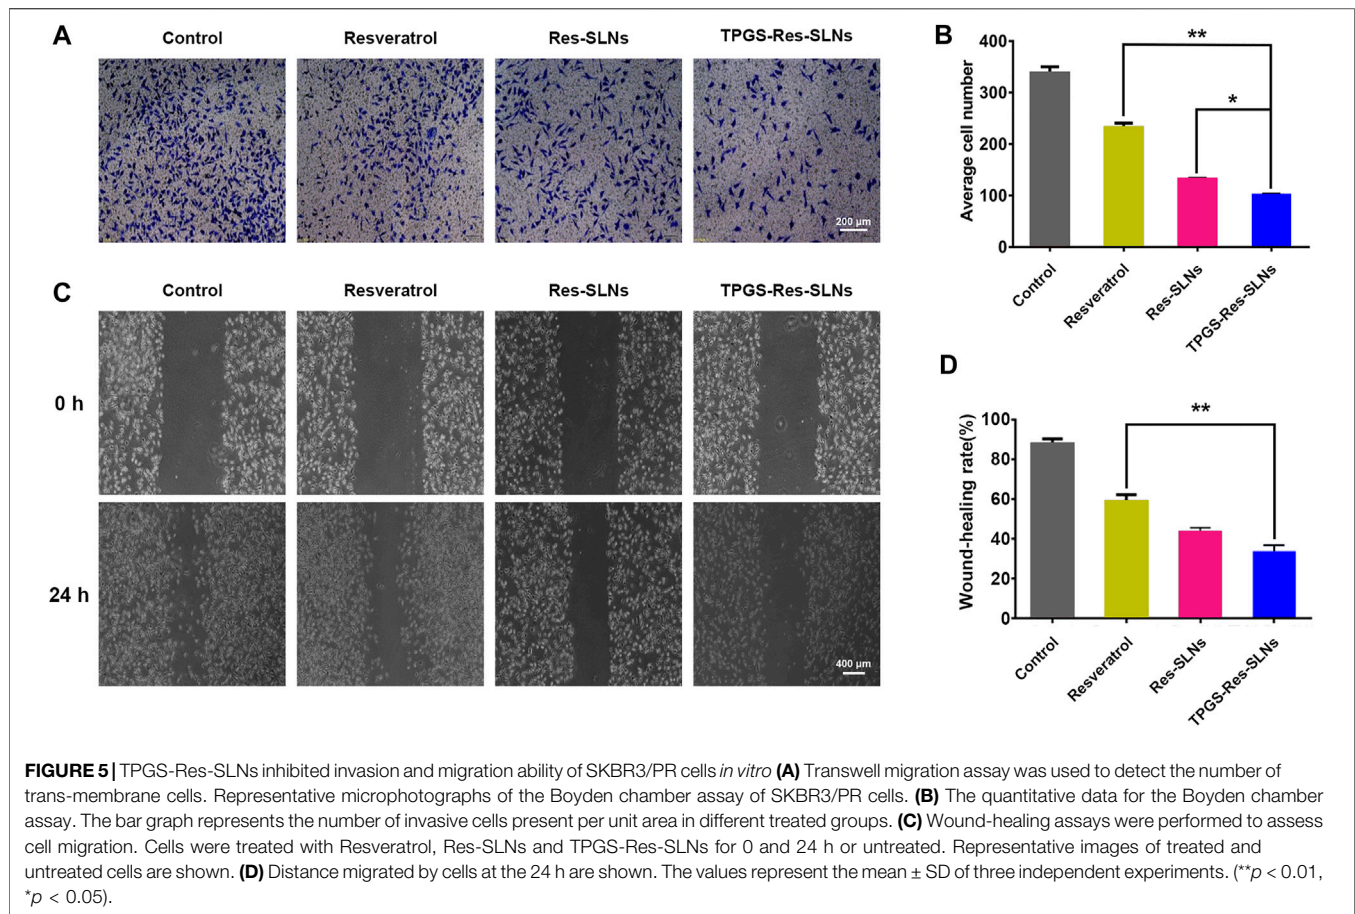 A
Control
Resveratrol
Res-SLNs
TPGS-Res-SLNs
200 µm
B
Average cell number
400
300
200
100
0
**
*
Control
Resveratrol
Res-SLNs
TPGS-Res-SLNs
C
Control
Resveratrol
Res-SLNs
TPGS-Res-SLNs
0 h
24 h
400 µm
D
Wound-healing rate(%)
100
80
60
40
20
0
**
Control
Resveratrol
Res-SLNs
TPGS-Res-SLNs
FIGURE 5 | TPGS-Res-SLNs inhibited invasion and migration ability of SKBR3/PR cells in vitro (A) Transwell migration assay was used to detect the number of
trans-membrane cells. Representative microphotographs of the Boyden chamber assay of SKBR3/PR cells. (B) The quantitative data for the Boyden chamber
assay. The bar graph represents the number of invasive cells present per unit area in different treated groups. (C) Wound-healing assays were performed to assess
cell migration. Cells were treated with Resveratrol, Res-SLNs and TPGS-Res-SLNs for 0 and 24 h or untreated. Representative images of treated and
untreated cells are shown. (D) Distance migrated by cells at the 24 h are shown. The values represent the mean ± SD of three independent experiments. (**p < 0.01,
*p < 0.05).